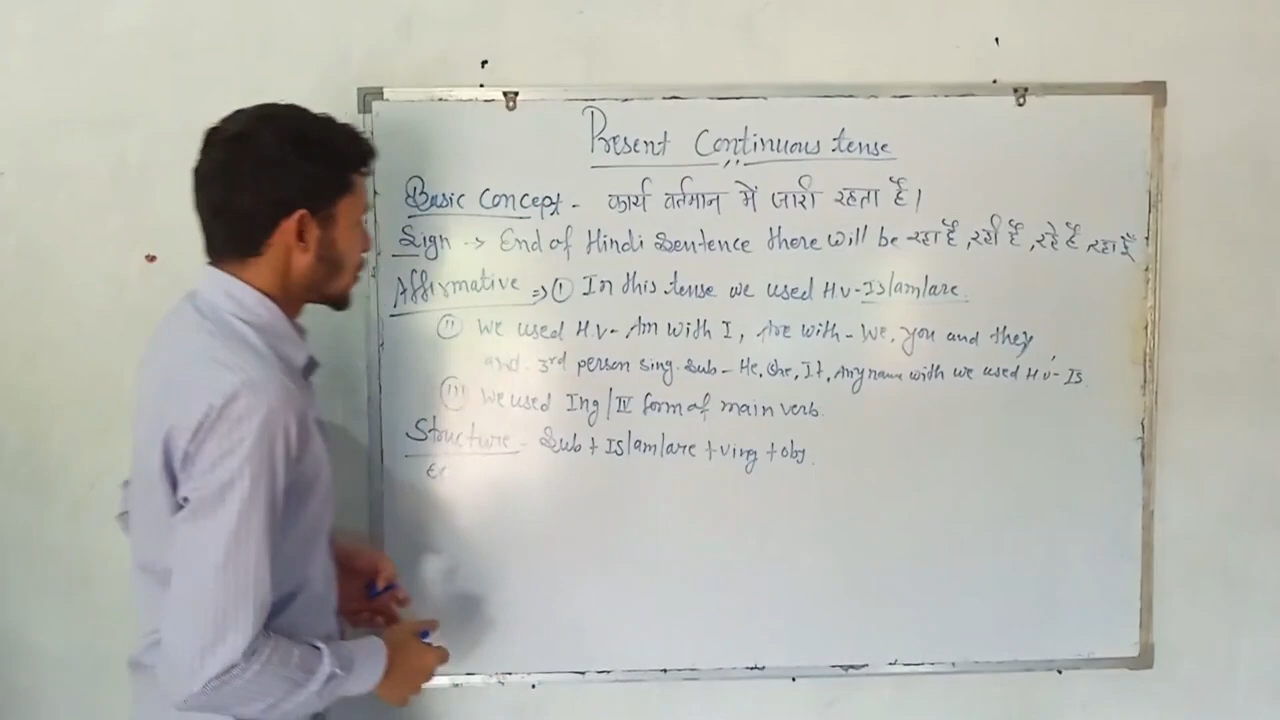 Present Continuous tense
Basic Concept - कार्य वर्तमान में जारी रहता है।
Sign -> End of Hindi Sentence there will be रहा है, रही है, रहे हैं, रहा हूँ
Affirmative => (I) In this tense we used H.V - Is/am/are.
(II) We used H.V - Am with I, Are with - We, you and they
and 3rd person sing. Sub - He, She, It, Any name with we used H.V - Is.
(III) We used Ing/IV form of main verb.
Structure - Sub + Is/am/are + ving + obj.
Ex